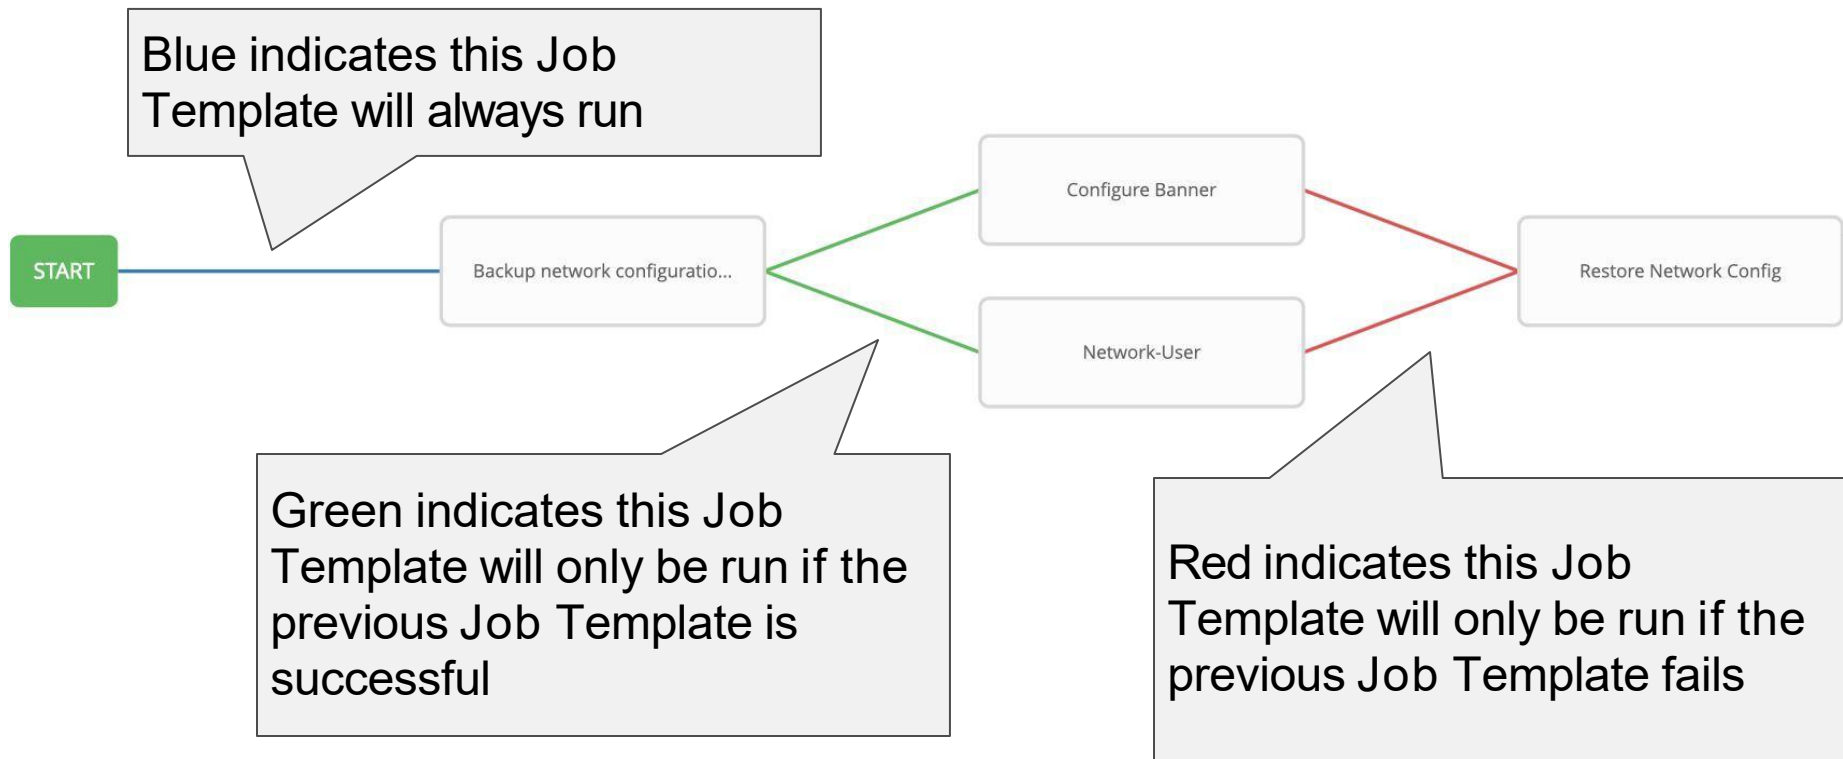 Blue indicates this Job
Template will always run
START
Backup network configuratio...
Configure Banner
Network-User
Restore Network Config
Green indicates this Job
Template will only be run if the
previous Job Template is
successful
Red indicates this Job
Template will only be run if the
previous Job Template fails